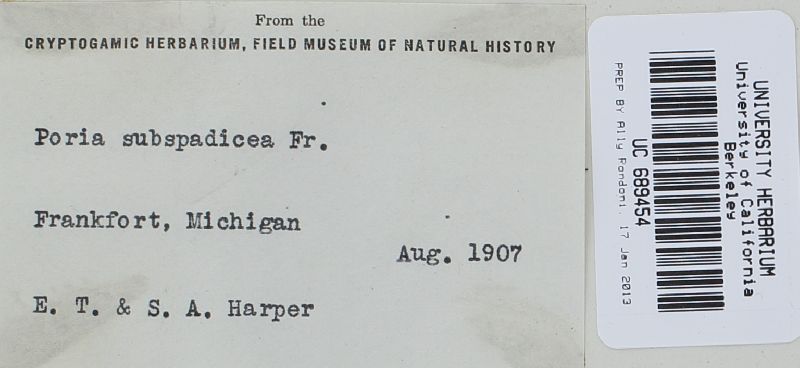 From the
CRYPTOGAMIC HERBARIUM, FIELD MUSEUM OF NATURAL HISTORY
Poria subspadicea Fr.
Frankfort, Michigan
Aug. 1907
E. T. & S. A. Harper
UNIVERSITY HERBARIUM
University of California
Berkeley
UC 689454
PREP BY Ally Rondoni, 17 Jan 2013